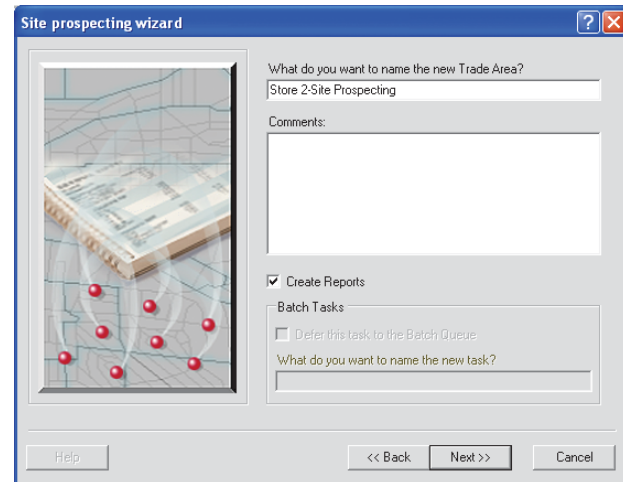 Site prospecting wizard
What do you want to name the new Trade Area?
Store 2-Site Prospecting
Comments:
Create Reports
Batch Tasks
Defer this task to the Batch Queue
What do you want to name the new task?
Help
<< Back
Next >>
Cancel